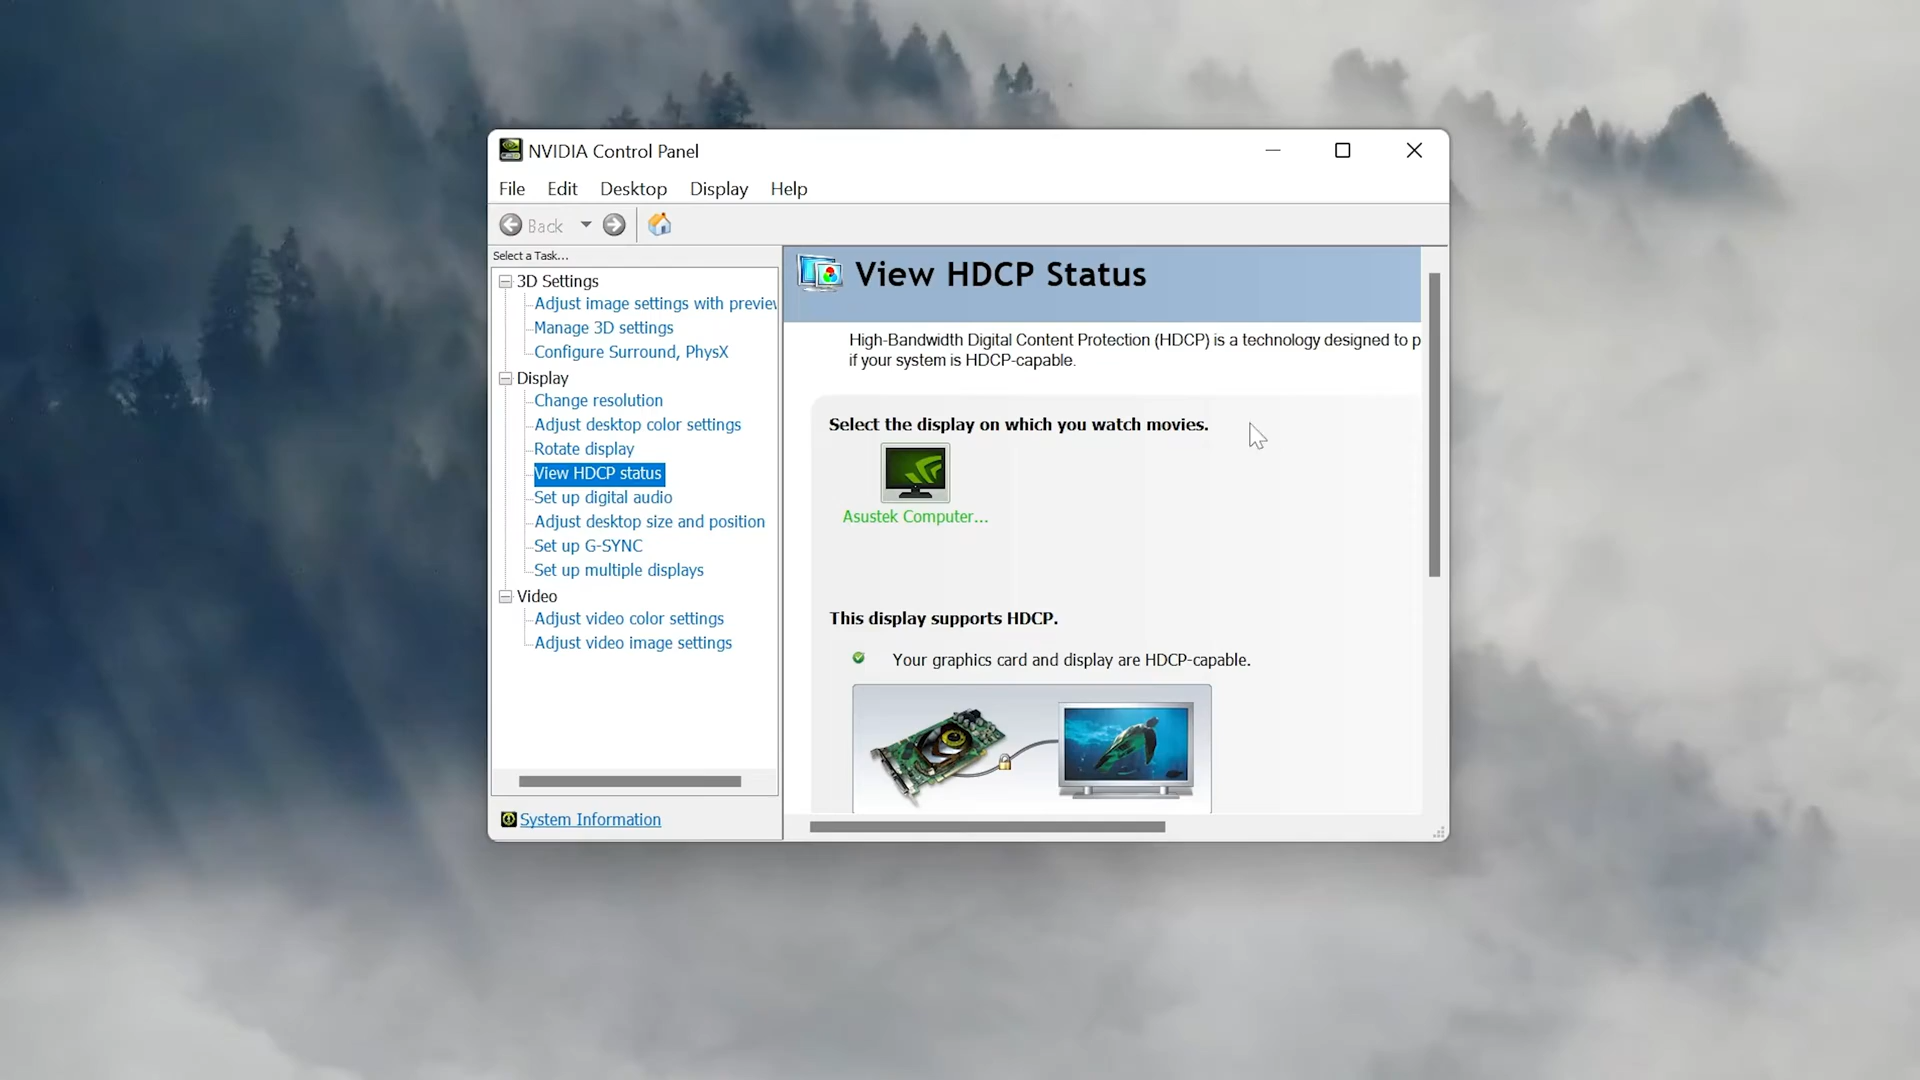 NVIDIA Control Panel
File Edit Desktop Display Help
Back
Select a Task...
3D Settings
Adjust image settings with preview
Manage 3D settings
Configure Surround, PhysX
Display
Change resolution
Adjust desktop color settings
Rotate display
View HDCP status
Set up digital audio
Adjust desktop size and position
Set up G-SYNC
Set up multiple displays
Video
Adjust video color settings
Adjust video image settings
System Information
View HDCP Status
High-Bandwidth Digital Content Protection (HDCP) is a technology designed to p
if your system is HDCP-capable.
Select the display on which you watch movies.
Asustek Computer...
This display supports HDCP.
Your graphics card and display are HDCP-capable.